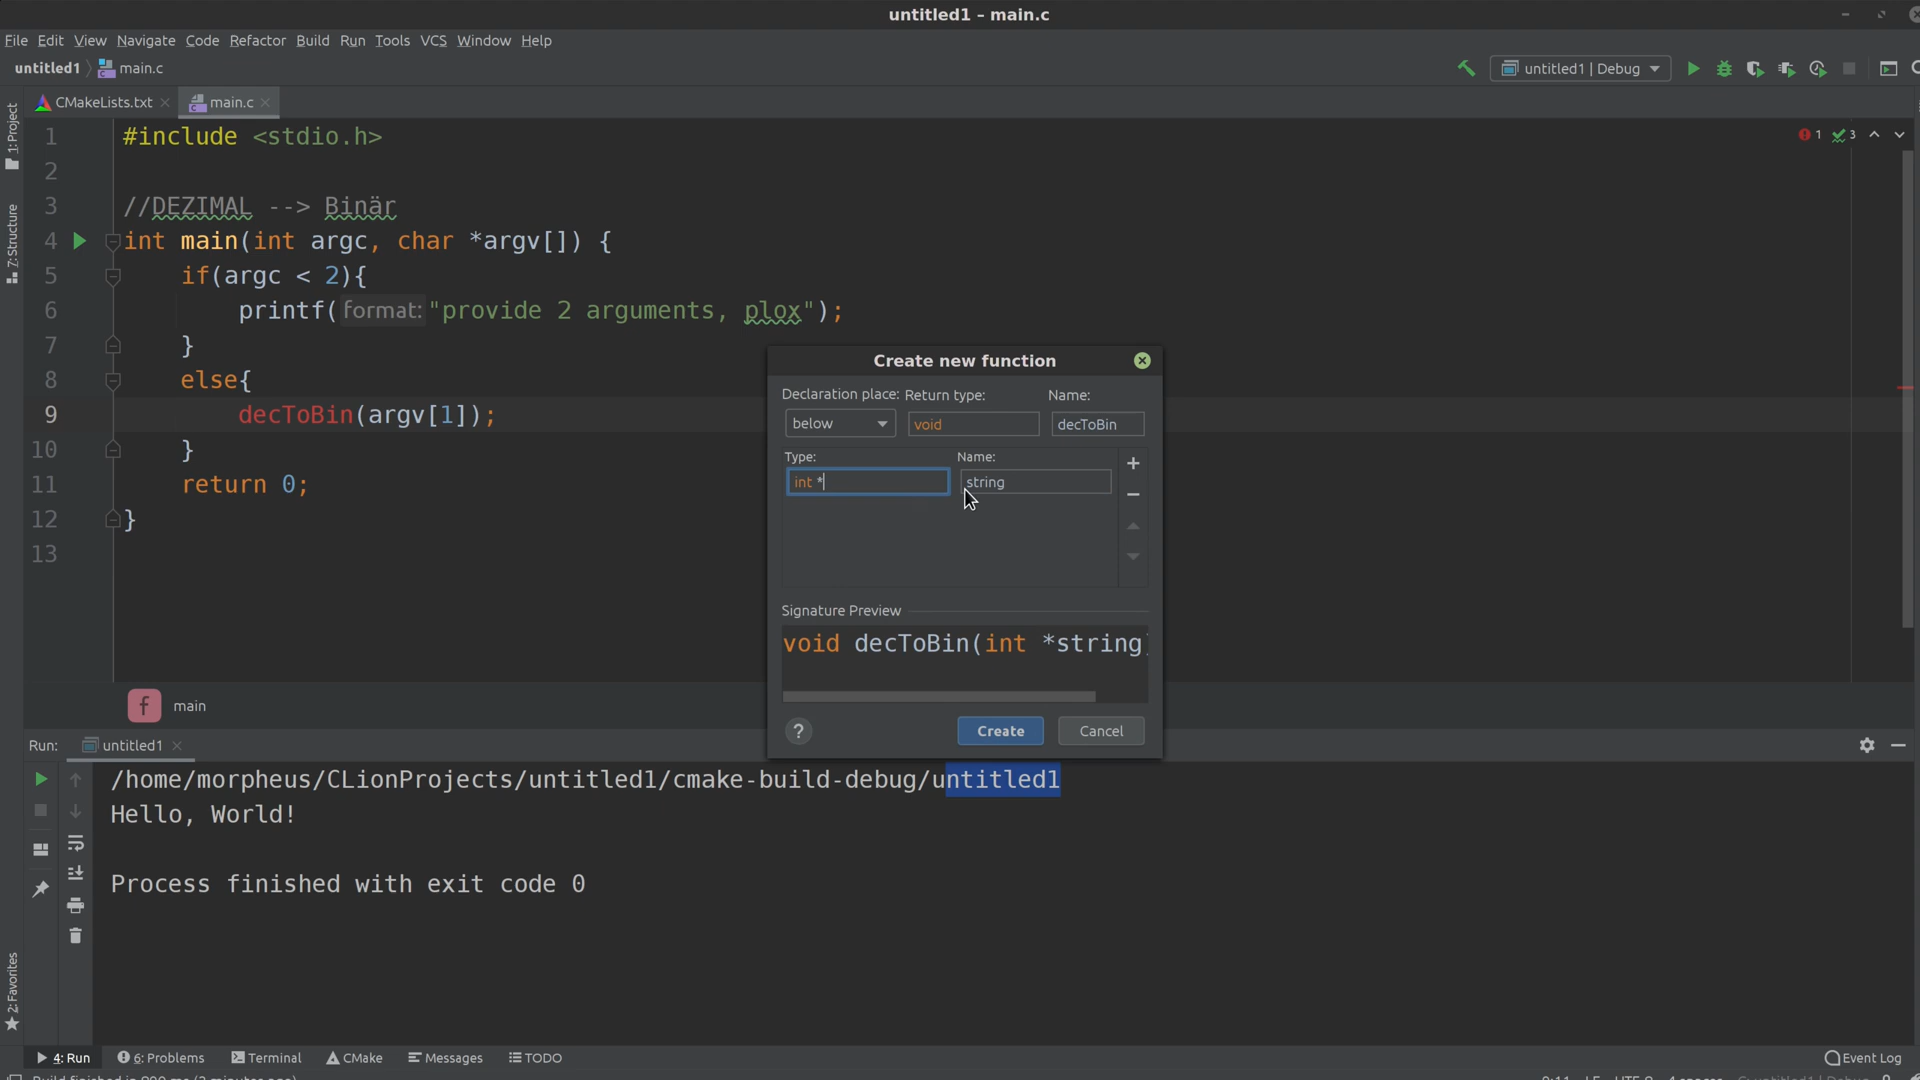 untitled1 – main.c
File Edit View Navigate Code Refactor Build Run Tools VCS Window Help
untitled1 main.c
untitled1 | Debug
1: Project
CMakeLists.txt main.c
1 #include <stdio.h>
1 3
2
3 //DEZIMAL --> Binär
Z: Structure
4 int main(int argc, char *argv[]) {
5 if(argc < 2){
6 printf(format: "provide 2 arguments, plox");
7 }
8 else{
9 decToBin(argv[1]);
10 }
11 return 0;
12 }
13
Create new function
Declaration place: Return type: Name:
below void decToBin
Type: Name:
int * string
Signature Preview
void decToBin(int *string)
? Create Cancel
f main
Run: untitled1
/home/morpheus/CLionProjects/untitled1/cmake-build-debug/untitled1
Hello, World!
Process finished with exit code 0
2: Favorites
4: Run 6: Problems Terminal CMake Messages TODO Event Log